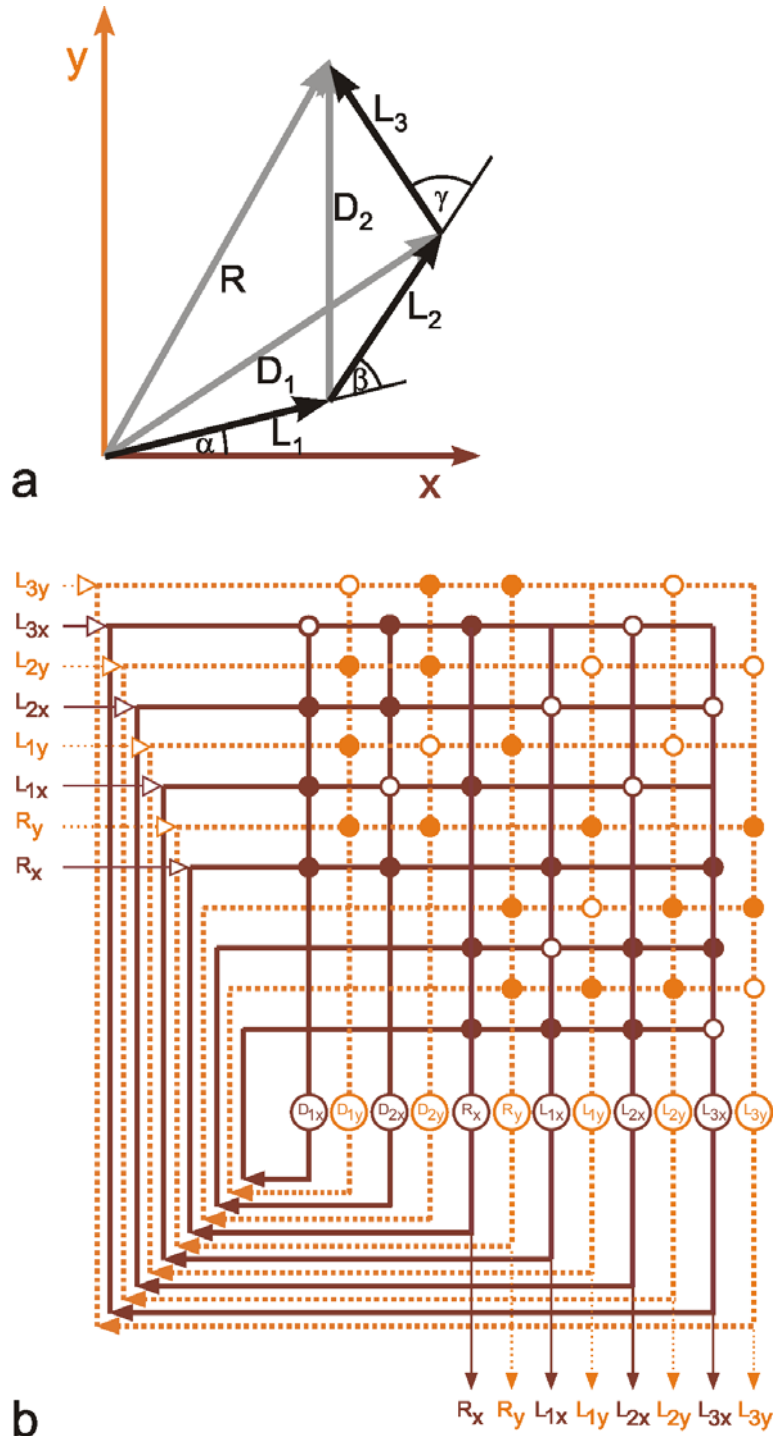 y
L3
γ
D2
R
L2
D1
β
L1
α
x
a
L3y
L3x
L2y
L2x
L1y
L1x
Ry
Rx
D1x D1y D2x D2y Rx Ry L1x L1y L2x L2y L3x L3y
Rx Ry L1x L1y L2x L2y L3x L3y
b